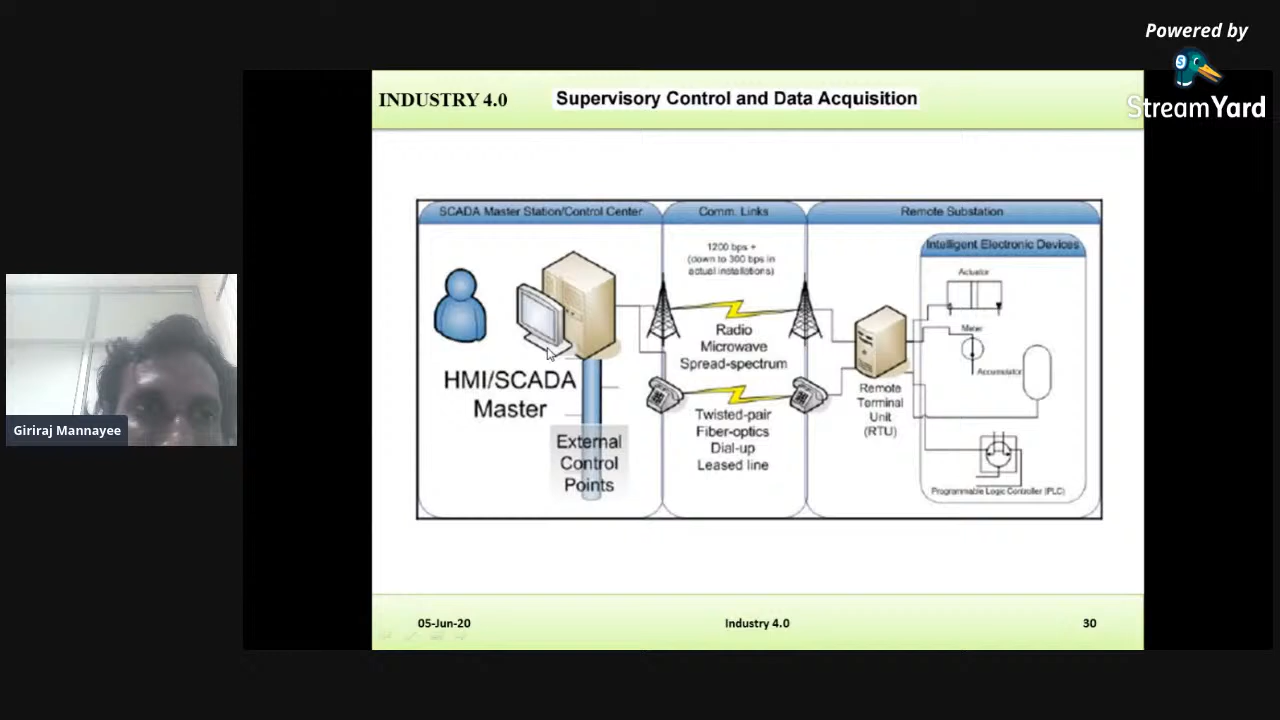 Powered by
StreamYard
INDUSTRY 4.0
Supervisory Control and Data Acquisition
SCADA Master Station/Control Center
Comm. Links
Remote Substation
1200 bps +
(down to 300 bps in
actual installations)
Intelligent Electronic Devices
Actuator
Meter
Accumulator
Radio
Microwave
Spread-spectrum
HMI/SCADA
Master
Remote
Terminal
Unit
(RTU)
Twisted-pair
Fiber-optics
Dial-up
Leased line
External
Control
Points
Programmable Logic Controller (PLC)
Giriraj Mannayee
05-Jun-20
Industry 4.0
30